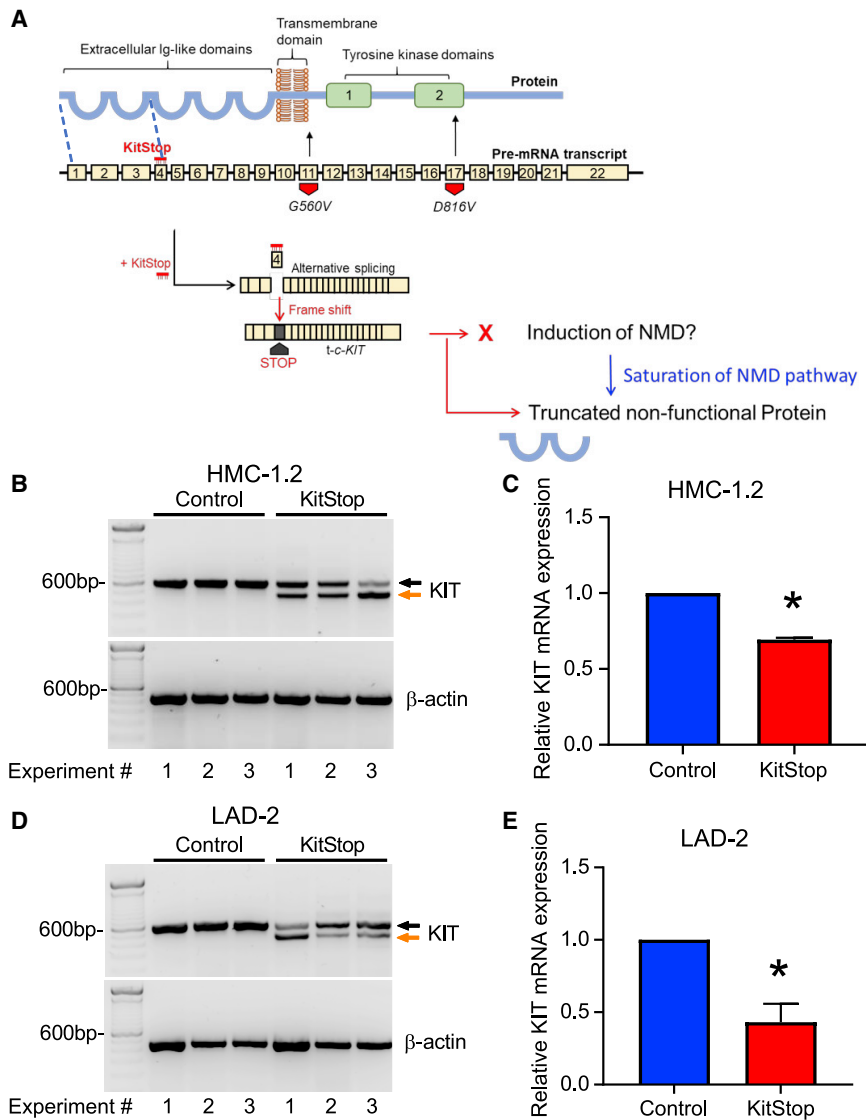 A
Extracellular Ig-like domains
Transmembrane
domain
Tyrosine kinase domains
1
2
Protein
KitStop
Pre-mRNA transcript
1 2 3 4 5 6 7 8 9 10 11 12 13 14 15 16 17 18 19 20 21 22
G560V
D816V
+ KitStop
4
Alternative splicing
Frame shift
t-c-KIT
STOP
X
Induction of NMD?
Saturation of NMD pathway
Truncated non-functional Protein
B
HMC-1.2
Control
KitStop
600bp-
KIT
600bp-
β-actin
Experiment # 1 2 3 1 2 3
C
HMC-1.2
Relative KIT mRNA expression
1.5
1.0
0.5
0.0
*
Control
KitStop
D
LAD-2
Control
KitStop
600bp-
KIT
600bp-
β-actin
Experiment # 1 2 3 1 2 3
E
LAD-2
Relative KIT mRNA expression
1.5
1.0
0.5
0.0
*
Control
KitStop